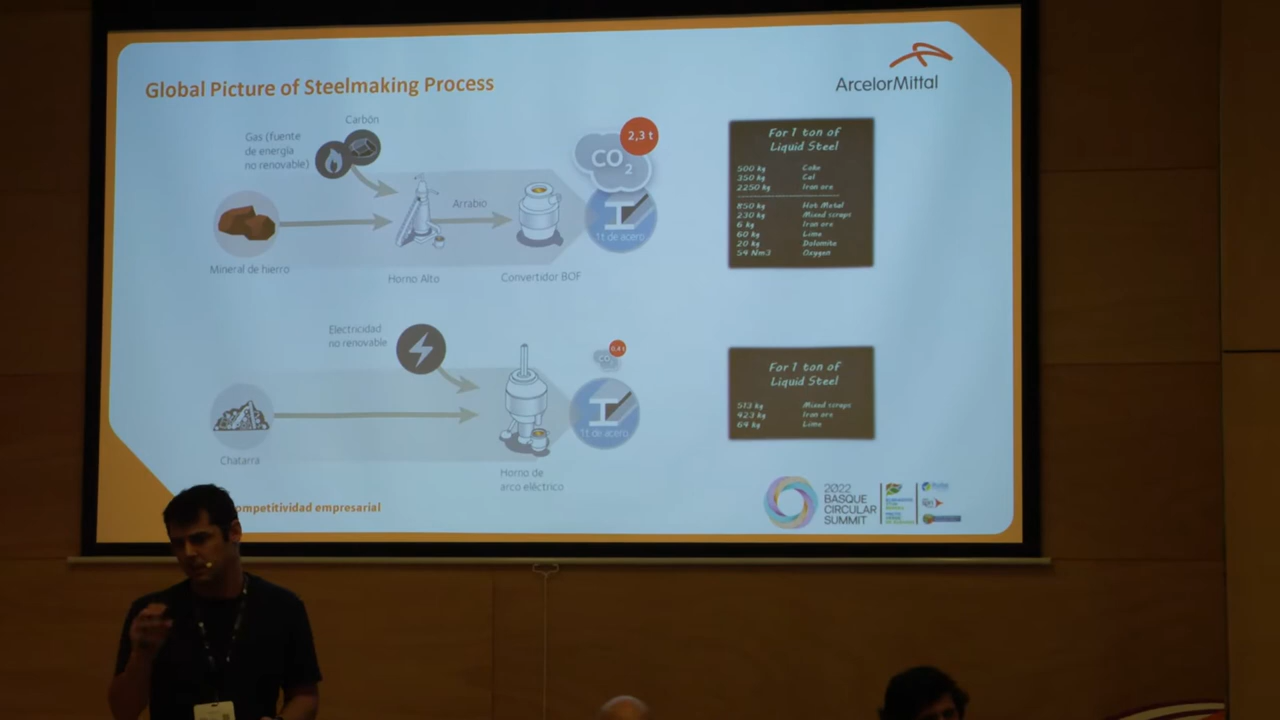 Global Picture of Steelmaking Process
ArcelorMittal
Carbón
Gas (fuente
de energía
no renovable)
2,3 t
CO2
Arrabio
1t de acero
Mineral de hierro
Horno Alto
Convertidor BOF
For 1 ton of
Liquid Steel
500 kg Coke
350 kg Cal
2250 kg Iron ore
850 kg Hot Metal
230 kg Mixed scraps
6 kg Iron ore
60 kg Lime
20 kg Dolomite
54 Nm3 Oxygen
Electricidad
no renovable
0,4 t
CO2
1t de acero
Chatarra
Horno de
arco eléctrico
For 1 ton of
Liquid Steel
513 kg Mixed scraps
423 kg Iron ore
64 kg Lime
ompetitividad empresarial
2022
BASQUE
CIRCULAR
SUMMIT